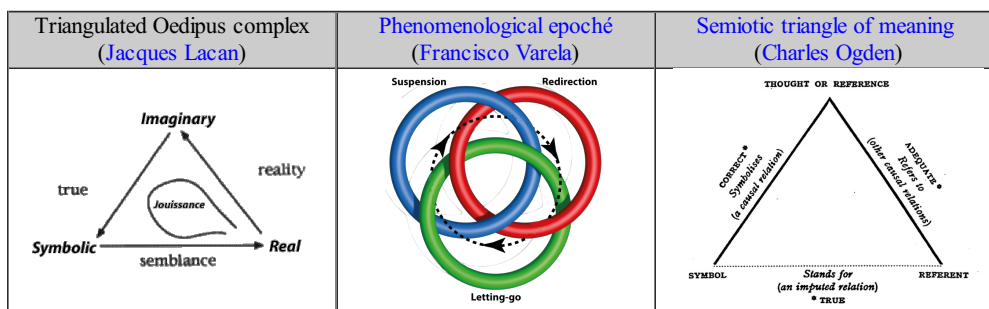 Triangulated Oedipus complex
(Jacques Lacan)
Phenomenological epoché
(Francisco Varela)
Semiotic triangle of meaning
(Charles Ogden)
Imaginary
true
reality
Jouissance
Symbolic
Real
semblance
Suspension
Redirection
Letting-go
THOUGHT OR REFERENCE
CORRECT*
Symbolises
(a causal relation)
ADEQUATE*
Refers to
(other causal relations)
SYMBOL
REFERENT
Stands for
(an imputed relation)
* TRUE